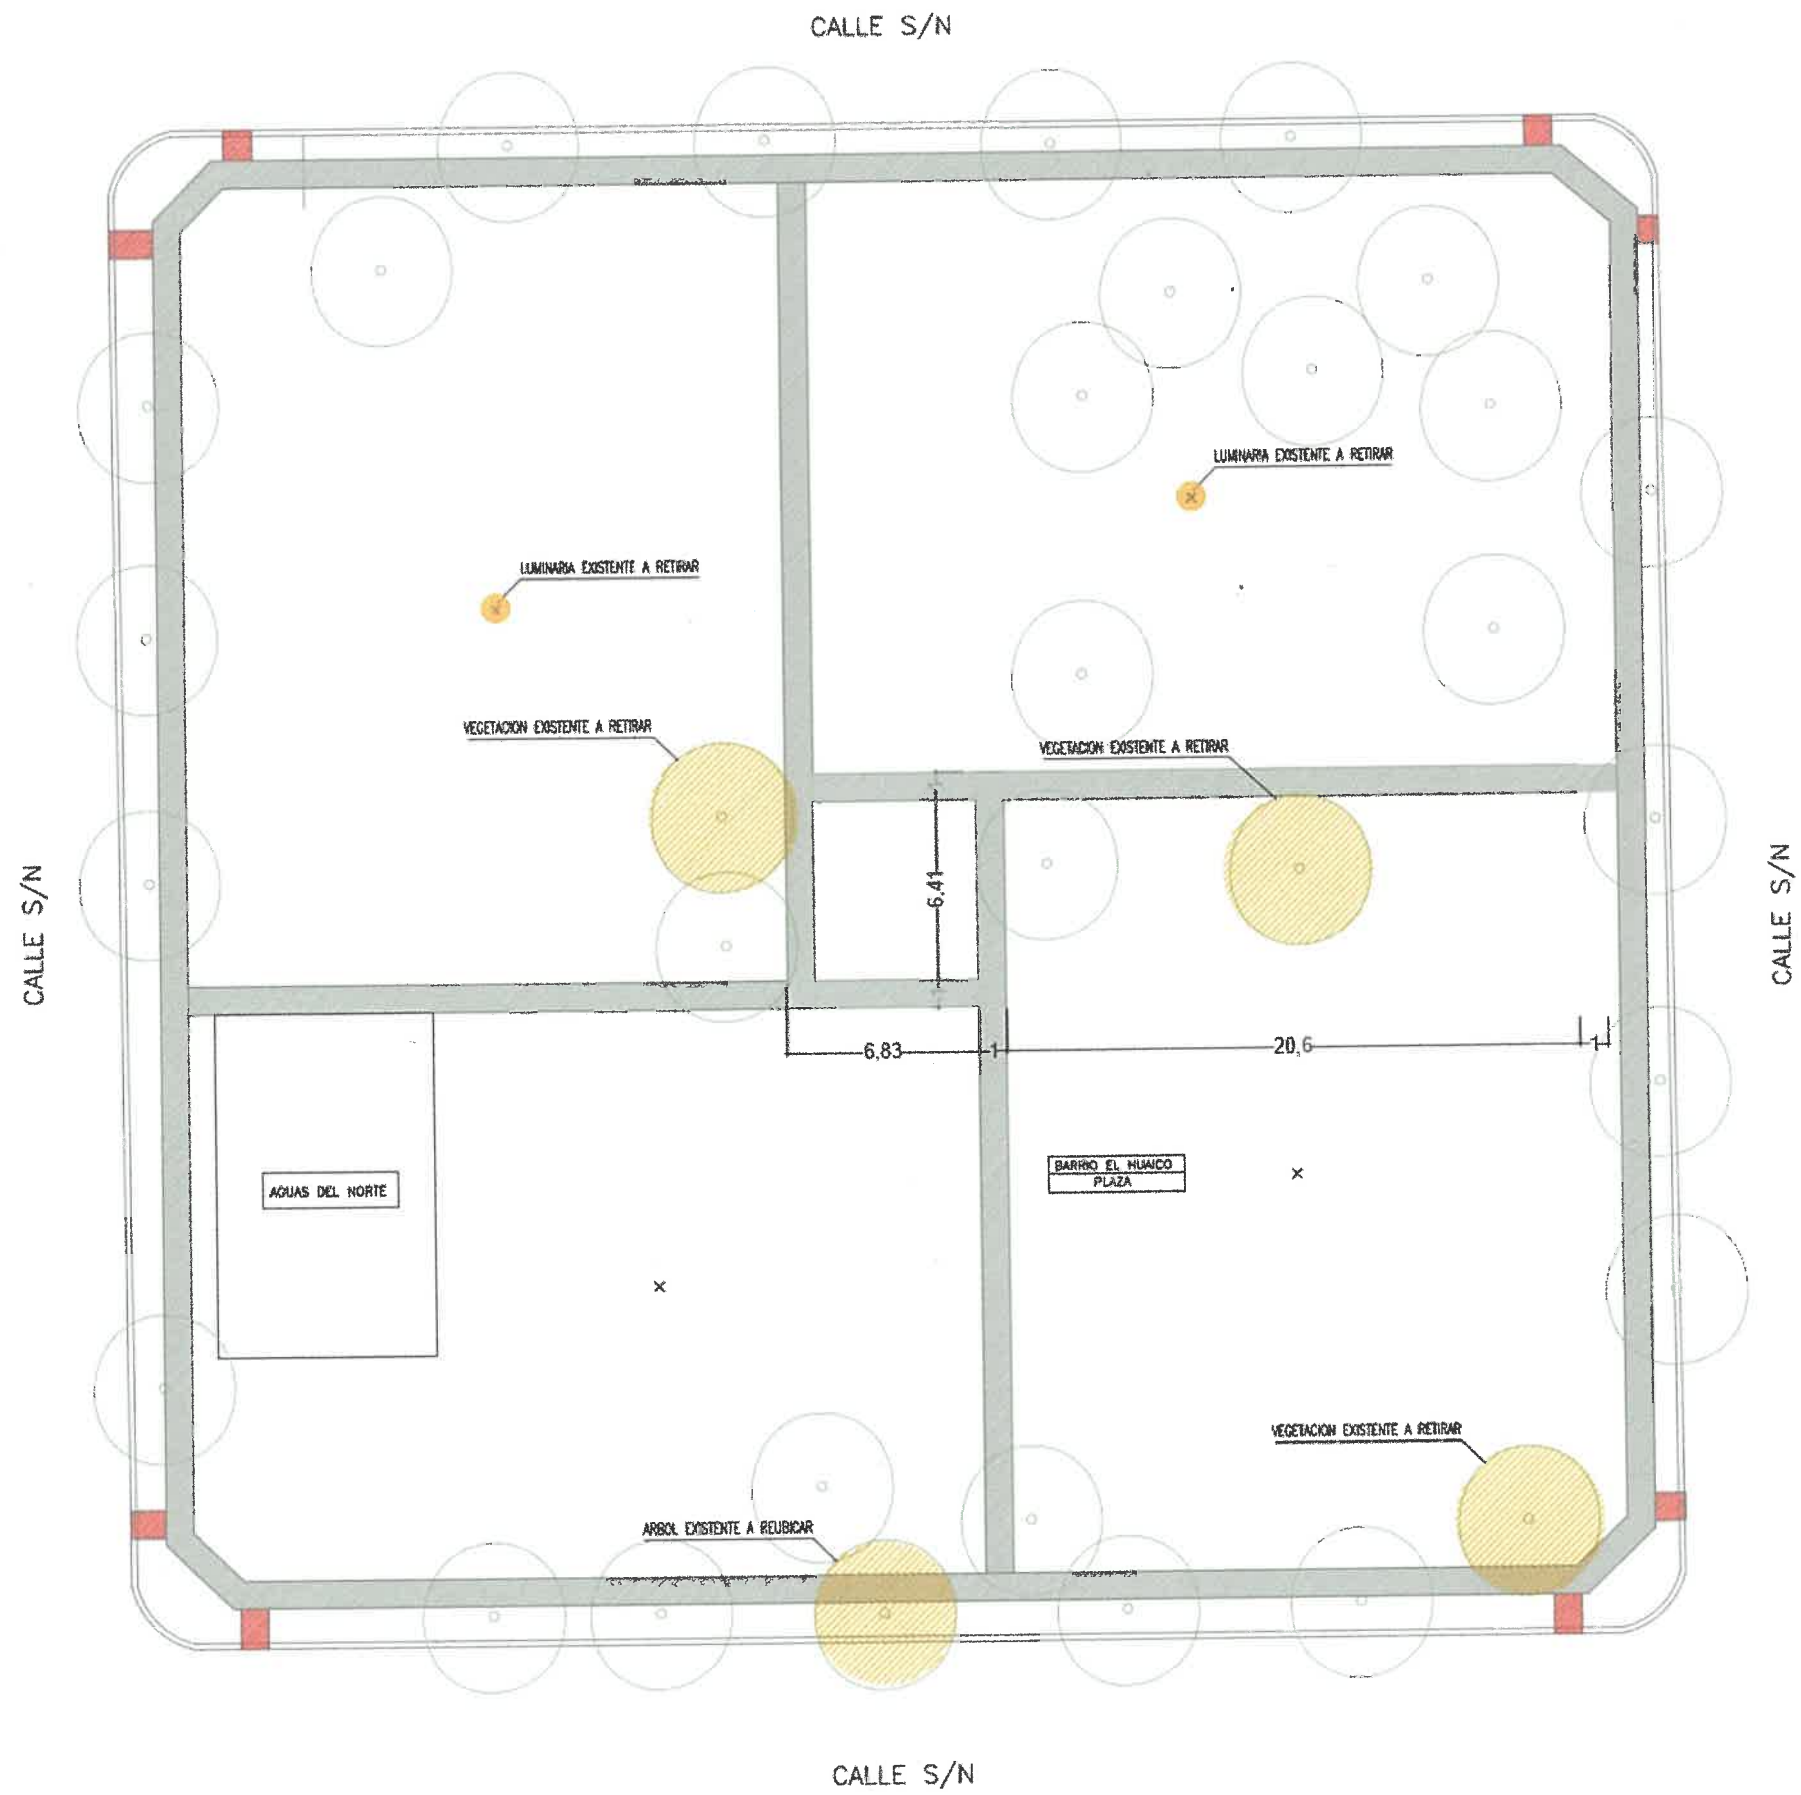 CALLE S/N
LUMINARIA EXISTENTE A RETIRAR
LUMINARIA EXISTENTE A RETIRAR
VEGETACION EXISTENTE A RETIRAR
VEGETACION EXISTENTE A RETIRAR
6,41
CALLE S/N
CALLE S/N
6,83
1
20,6
1
BARRIO EL HUAICO
PLAZA
AGUAS DEL NORTE
VEGETACION EXISTENTE A RETIRAR
ARBOL EXISTENTE A REUBICAR
CALLE S/N